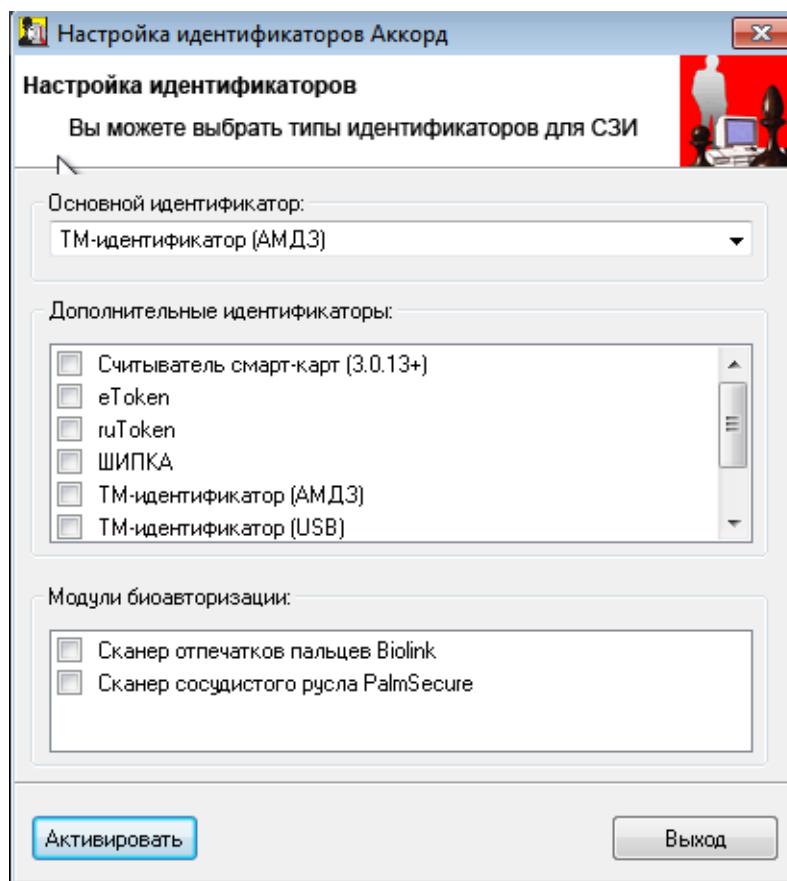 Настройка идентификаторов Аккорд
Настройка идентификаторов
Вы можете выбрать типы идентификаторов для СЗИ
Основной идентификатор:
ТМ-идентификатор (АМДЗ)
Дополнительные идентификаторы:
Считыватель смарт-карт (3.0.13+)
eToken
ruToken
ШИПКА
ТМ-идентификатор (АМДЗ)
ТМ-идентификатор (USB)
Модули биоавторизации:
Сканер отпечатков пальцев Biolink
Сканер сосудистого русла PalmSecure
Активировать
Выход